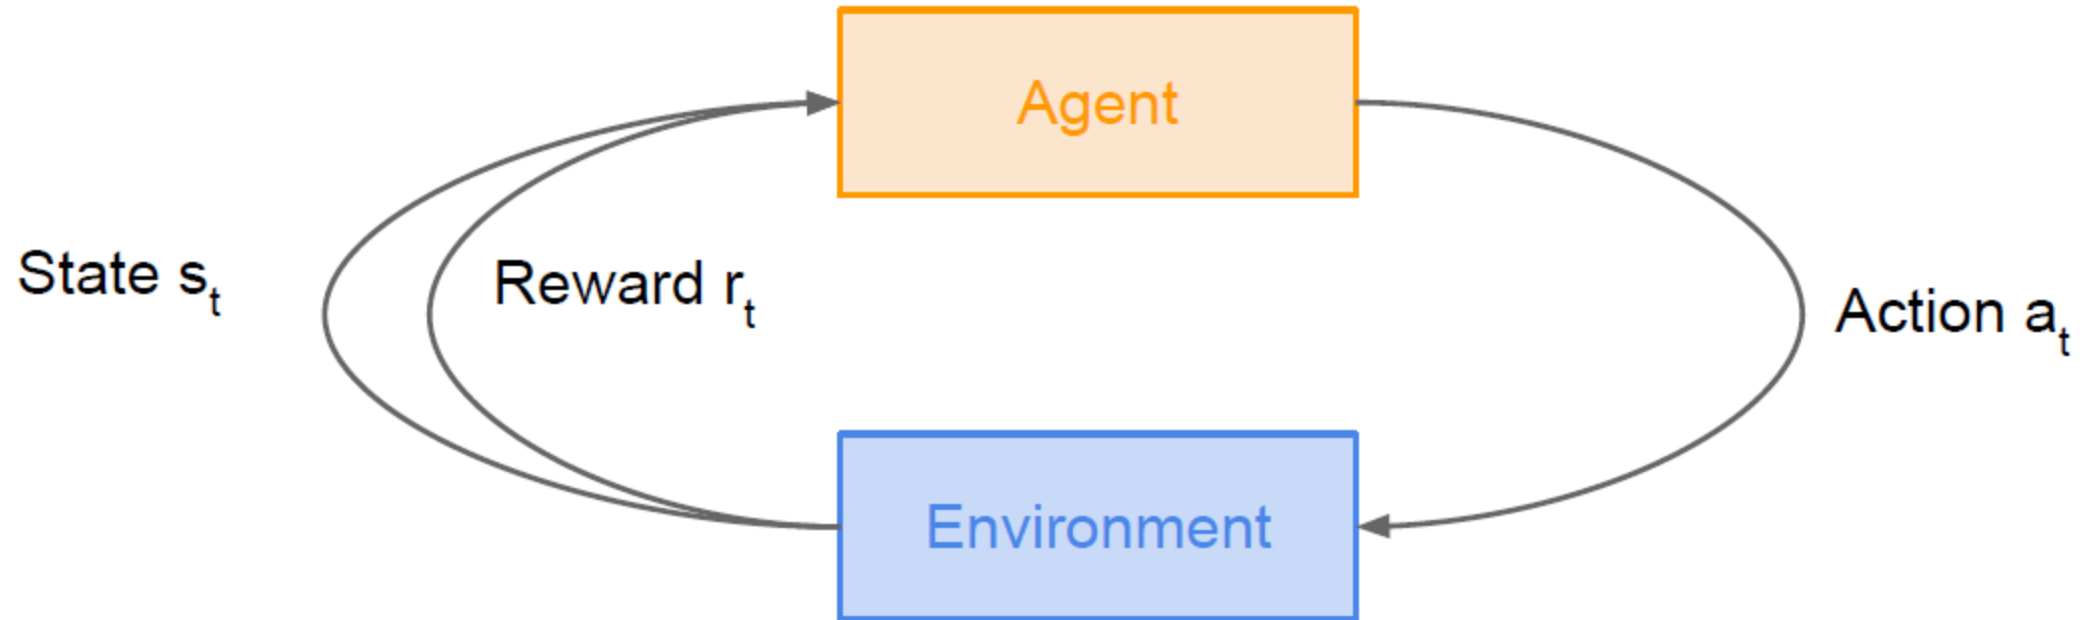 Agent
State sₜ
Reward rₜ
Action aₜ
Environment